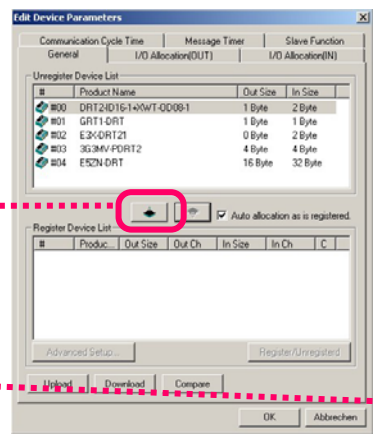 Edit Device Parameters
Communication Cycle Time Message Timer Slave Function
General I/O Allocation(OUT) I/O Allocation(IN)
Unregister Device List
# Product Name Out Size In Size
#00 DRT2-ID16-1+XWT-OD08-1 1 Byte 2 Byte
#01 GRT1-DRT 1 Byte 1 Byte
#02 E3X-DRT21 0 Byte 2 Byte
#03 3G3MV-PDRT2 4 Byte 4 Byte
#04 E5ZN-DRT 16 Byte 32 Byte
Auto allocation as is registered.
Register Device List
# Produc... Out Size Out Ch In Size In Ch C
Advanced Setup... Register/Unregisterd
Upload Download Compare
OK Abbrechen